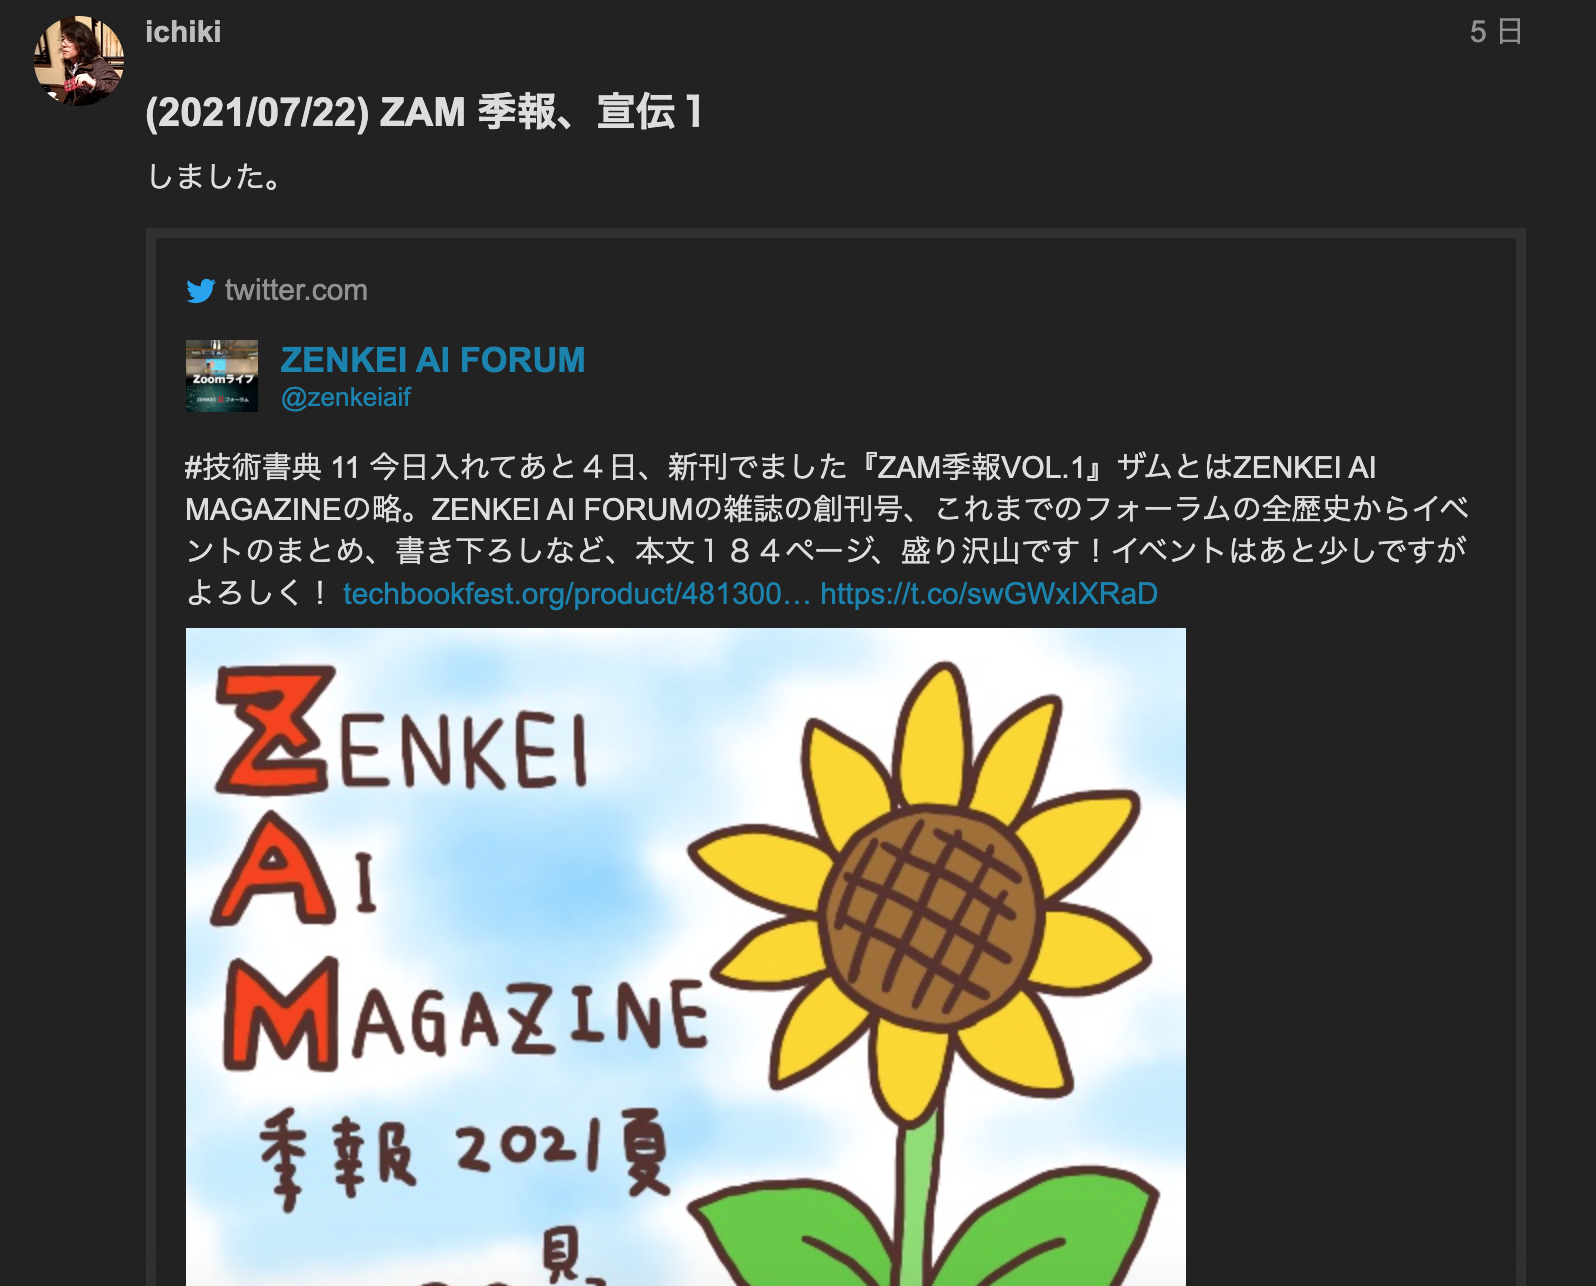 ichiki
5 日
(2021/07/22) ZAM 季報、宣伝１
しました。
twitter.com
Zoomライブ
ZENKEI AI フォーラム
ZENKEI AI FORUM
@zenkeiaif
#技術書典 11 今日入れてあと４日、新刊でました『ZAM季報VOL.1』ザムとはZENKEI AI
MAGAZINEの略。ZENKEI AI FORUMの雑誌の創刊号、これまでのフォーラムの全歴史からイベ
ントのまとめ、書き下ろしなど、本文１８４ページ、盛り沢山です！イベントはあと少しですが
よろしく！ techbookfest.org/product/481300… https://t.co/swGWxIXRaD
ZENKEI
AI
MAGAZINE
季報 2021夏
見